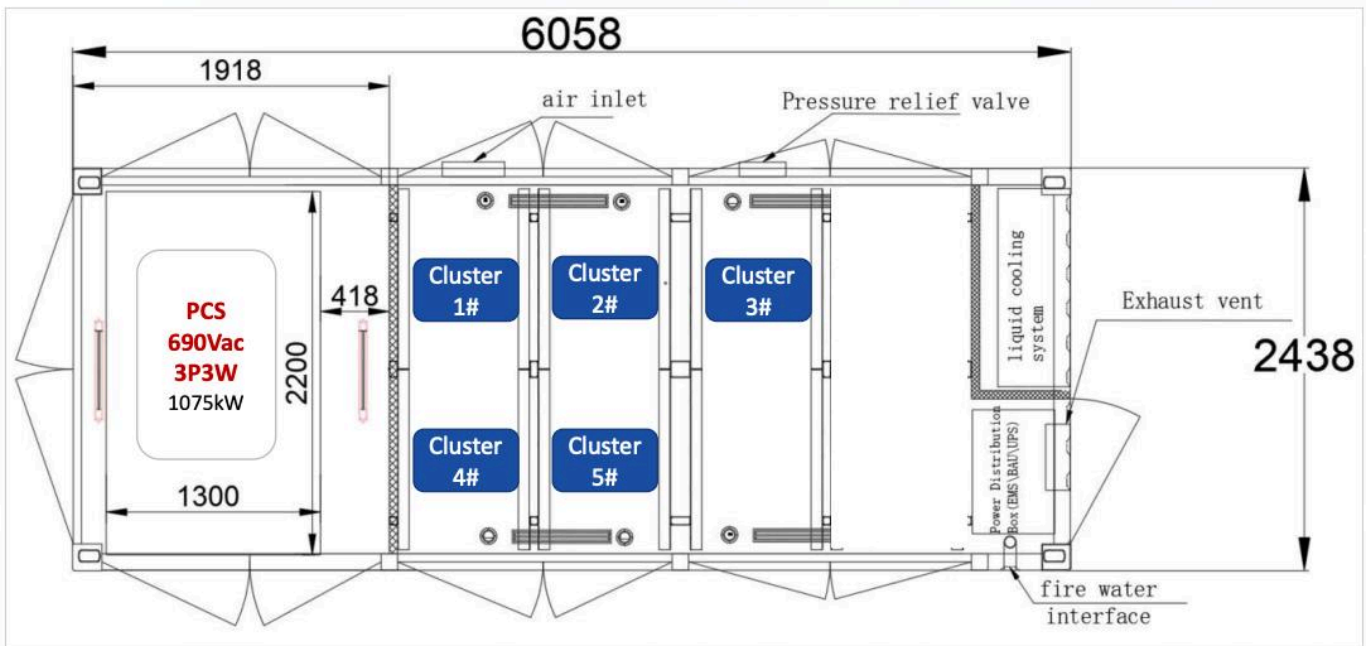 6058
1918
air inlet
Pressure relief valve
Cluster
1#
Cluster
2#
Cluster
3#
liquid cooling
system
Exhaust vent
PCS
690Vac
3P3W
1075kW
418
2200
2438
Cluster
4#
Cluster
5#
Power Distribution
Box(EMS\BAU\UPS)
1300
fire water
interface